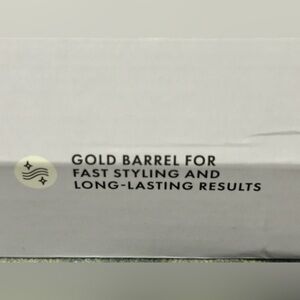 GOLD BARREL FOR
FAST STYLING AND
LONG-LASTING RESULTS